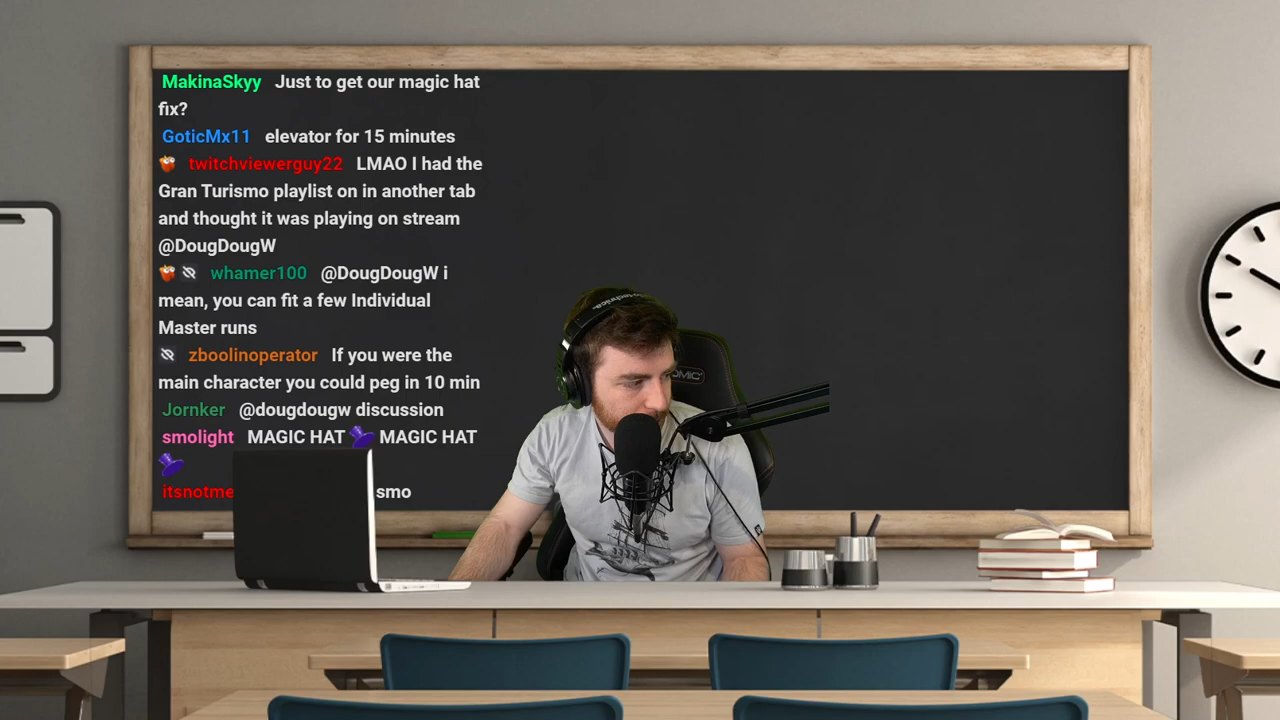 MakinaSkyy Just to get our magic hat
fix?
GoticMx11 elevator for 15 minutes
twitchviewerguy22 LMAO I had the
Gran Turismo playlist on in another tab
and thought it was playing on stream
@DougDougW
whamer100 @DougDougW i
mean, you can fit a few Individual
Master runs
zboolinoperator If you were the
main character you could peg in 10 min
Jornker @dougdougw discussion
smolight MAGIC HAT MAGIC HAT
itsnotme smo